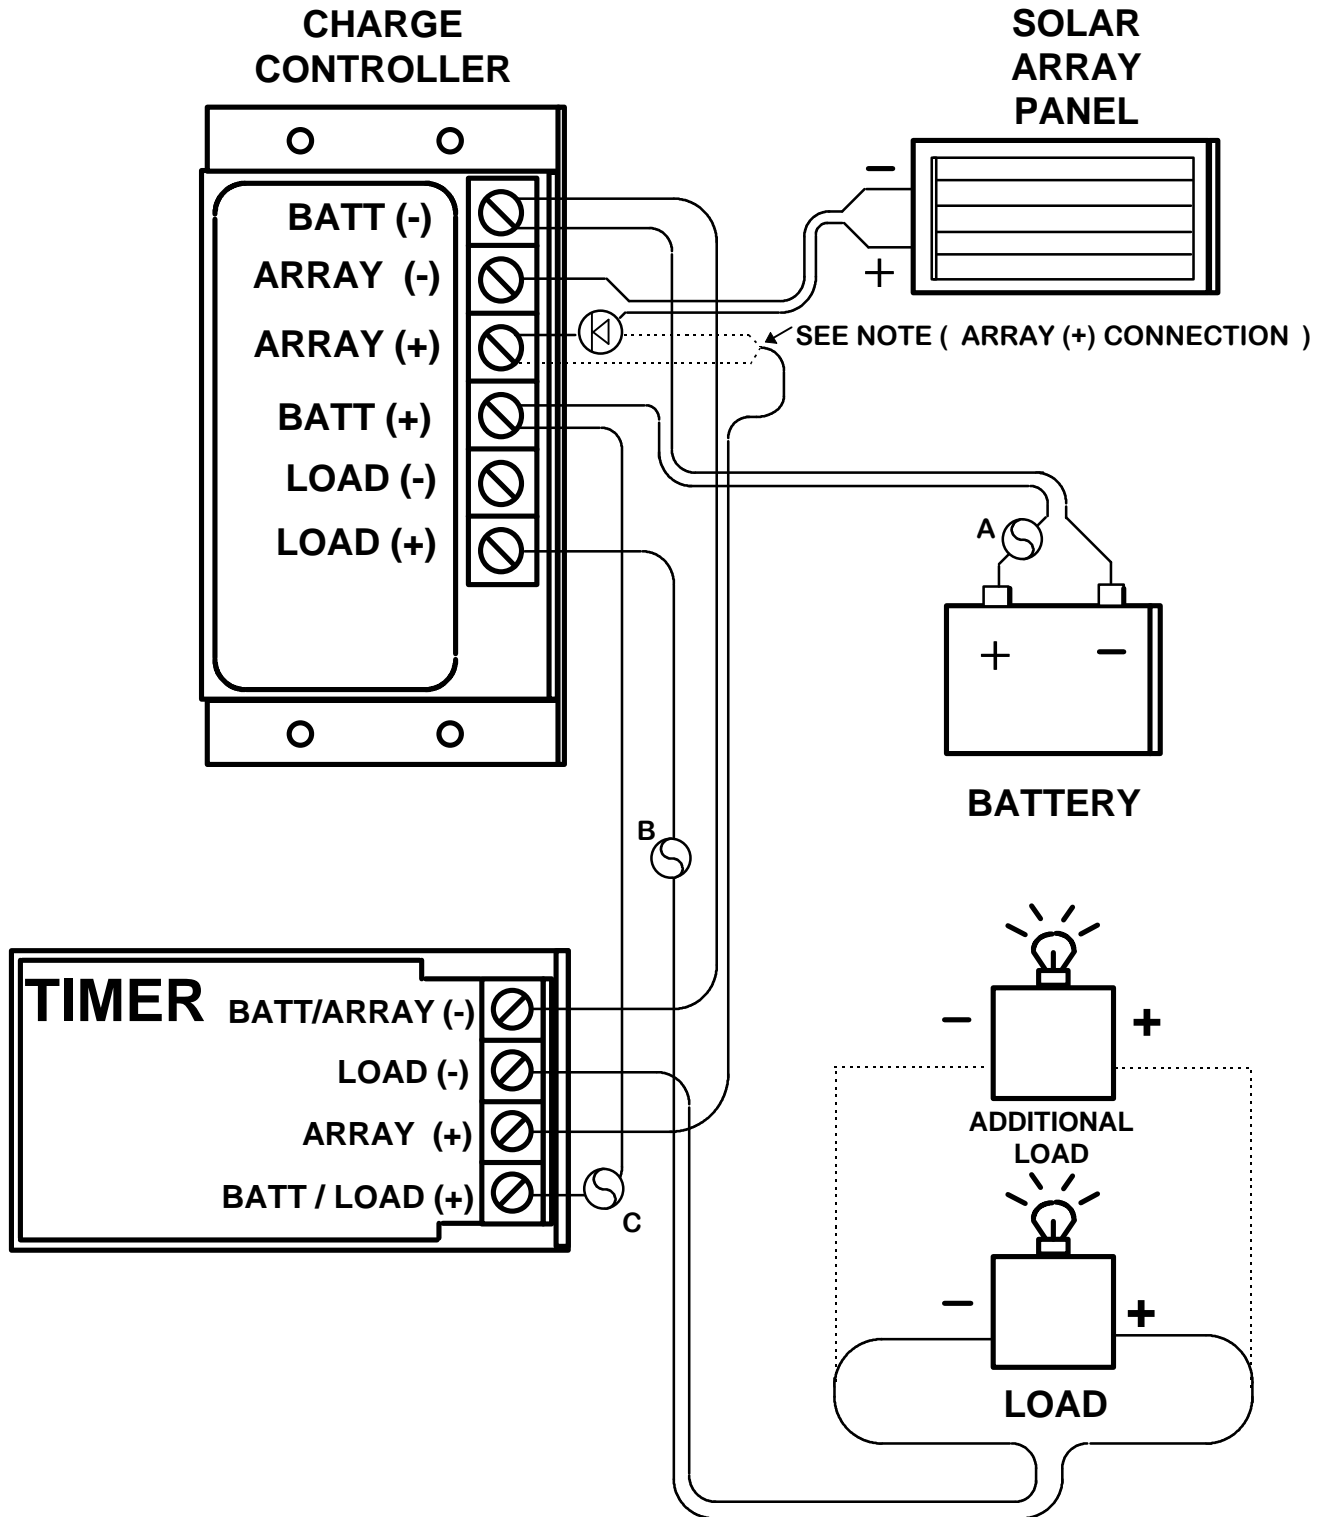 CHARGE
CONTROLLER
SOLAR
ARRAY
PANEL
BATT (-)
ARRAY (-)
ARRAY (+)
BATT (+)
LOAD (-)
LOAD (+)
−
+
SEE NOTE ( ARRAY (+) CONNECTION )
A
+ −
BATTERY
B
TIMER
BATT/ARRAY (-)
LOAD (-)
ARRAY (+)
BATT / LOAD (+)
C
− +
ADDITIONAL
LOAD
− +
LOAD